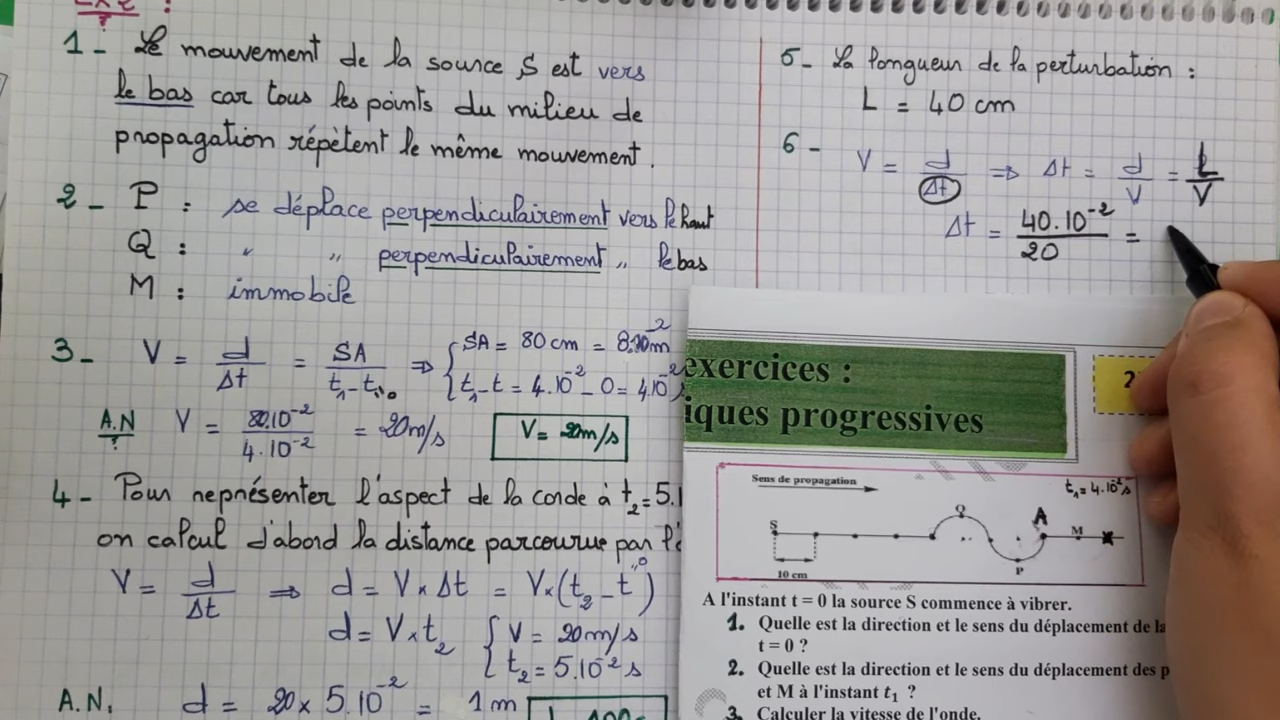 Ex 2 :
1 - Le mouvement de la source S est vers
le bas car tous les points du milieu de
propagation répètent le même mouvement.
2 - P : se déplace perpendiculairement vers le haut
Q : " " perpendiculairement " le bas
M : immobile
3 - V = d/Δt = SA/(t₁ - t₀) ⇒ { SA = 80 cm = 80.10⁻² m
t₁ - t = 4.10⁻² - 0 = 4.10⁻² s
A.N V = 80.10⁻²/4.10⁻² = 20 m/s V = 20 m/s
4 - Pour représenter l'aspect de la corde à t₂ = 5.1
on calcul d'abord la distance parcourue par l'
V = d/Δt ⇒ d = V × Δt = V × (t₂ - t)
d = V × t₂ { V = 20 m/s
t₂ = 5.10⁻² s
A.N. d = 20 × 5.10⁻² = 1 m
5 - La longueur de la perturbation :
L = 40 cm
6 - V = d/Δt ⇒ Δt = d/V = L/V
Δt = 40.10⁻²/20 =
exercices :
iques progressives
2
Sens de propagation
t₁ = 4.10⁻² s
S Q A M
P
10 cm
A l'instant t = 0 la source S commence à vibrer.
1. Quelle est la direction et le sens du déplacement de la
t = 0 ?
2. Quelle est la direction et le sens du déplacement des p
et M à l'instant t₁ ?
3. Calculer la vitesse de l'onde.